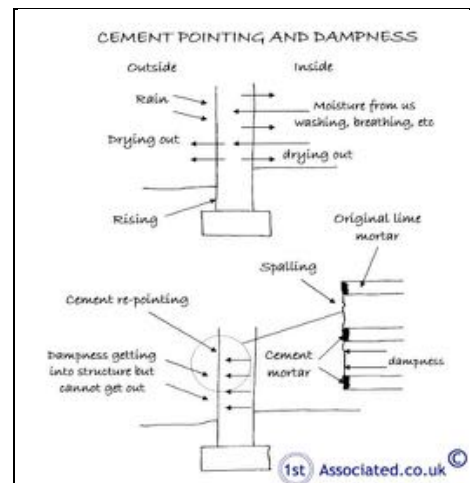 CEMENT POINTING AND DAMPNESS
Outside
Inside
Rain
Moisture from us
washing, breathing, etc
Drying out
drying out
Rising
Original lime
mortar
Spalling
Cement re-pointing
Cement
mortar
dampness
Dampness getting
into structure but
cannot get out
1st Associated.co.uk ©